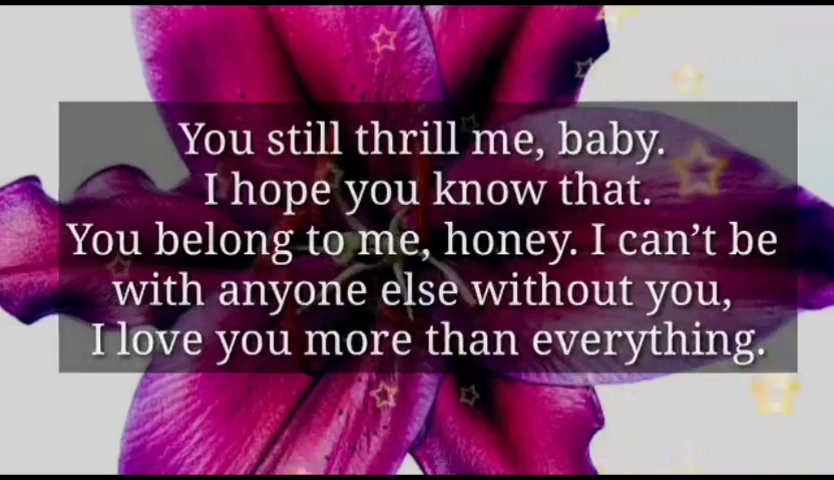 You still thrill me, baby.
I hope you know that.
You belong to me, honey. I can’t be
with anyone else without you,
I love you more than everything.